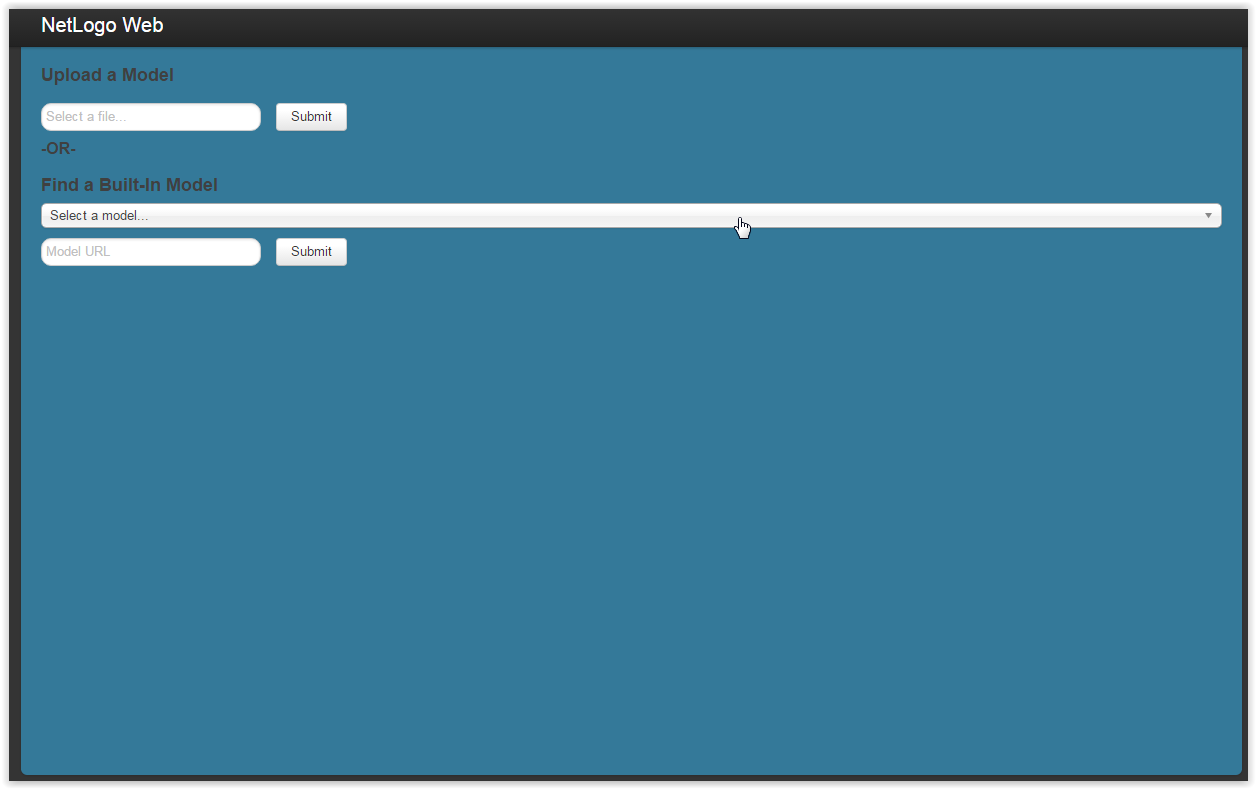 NetLogo Web
Upload a Model
Select a file...
Submit
-OR-
Find a Built-In Model
Select a model...
Model URL
Submit